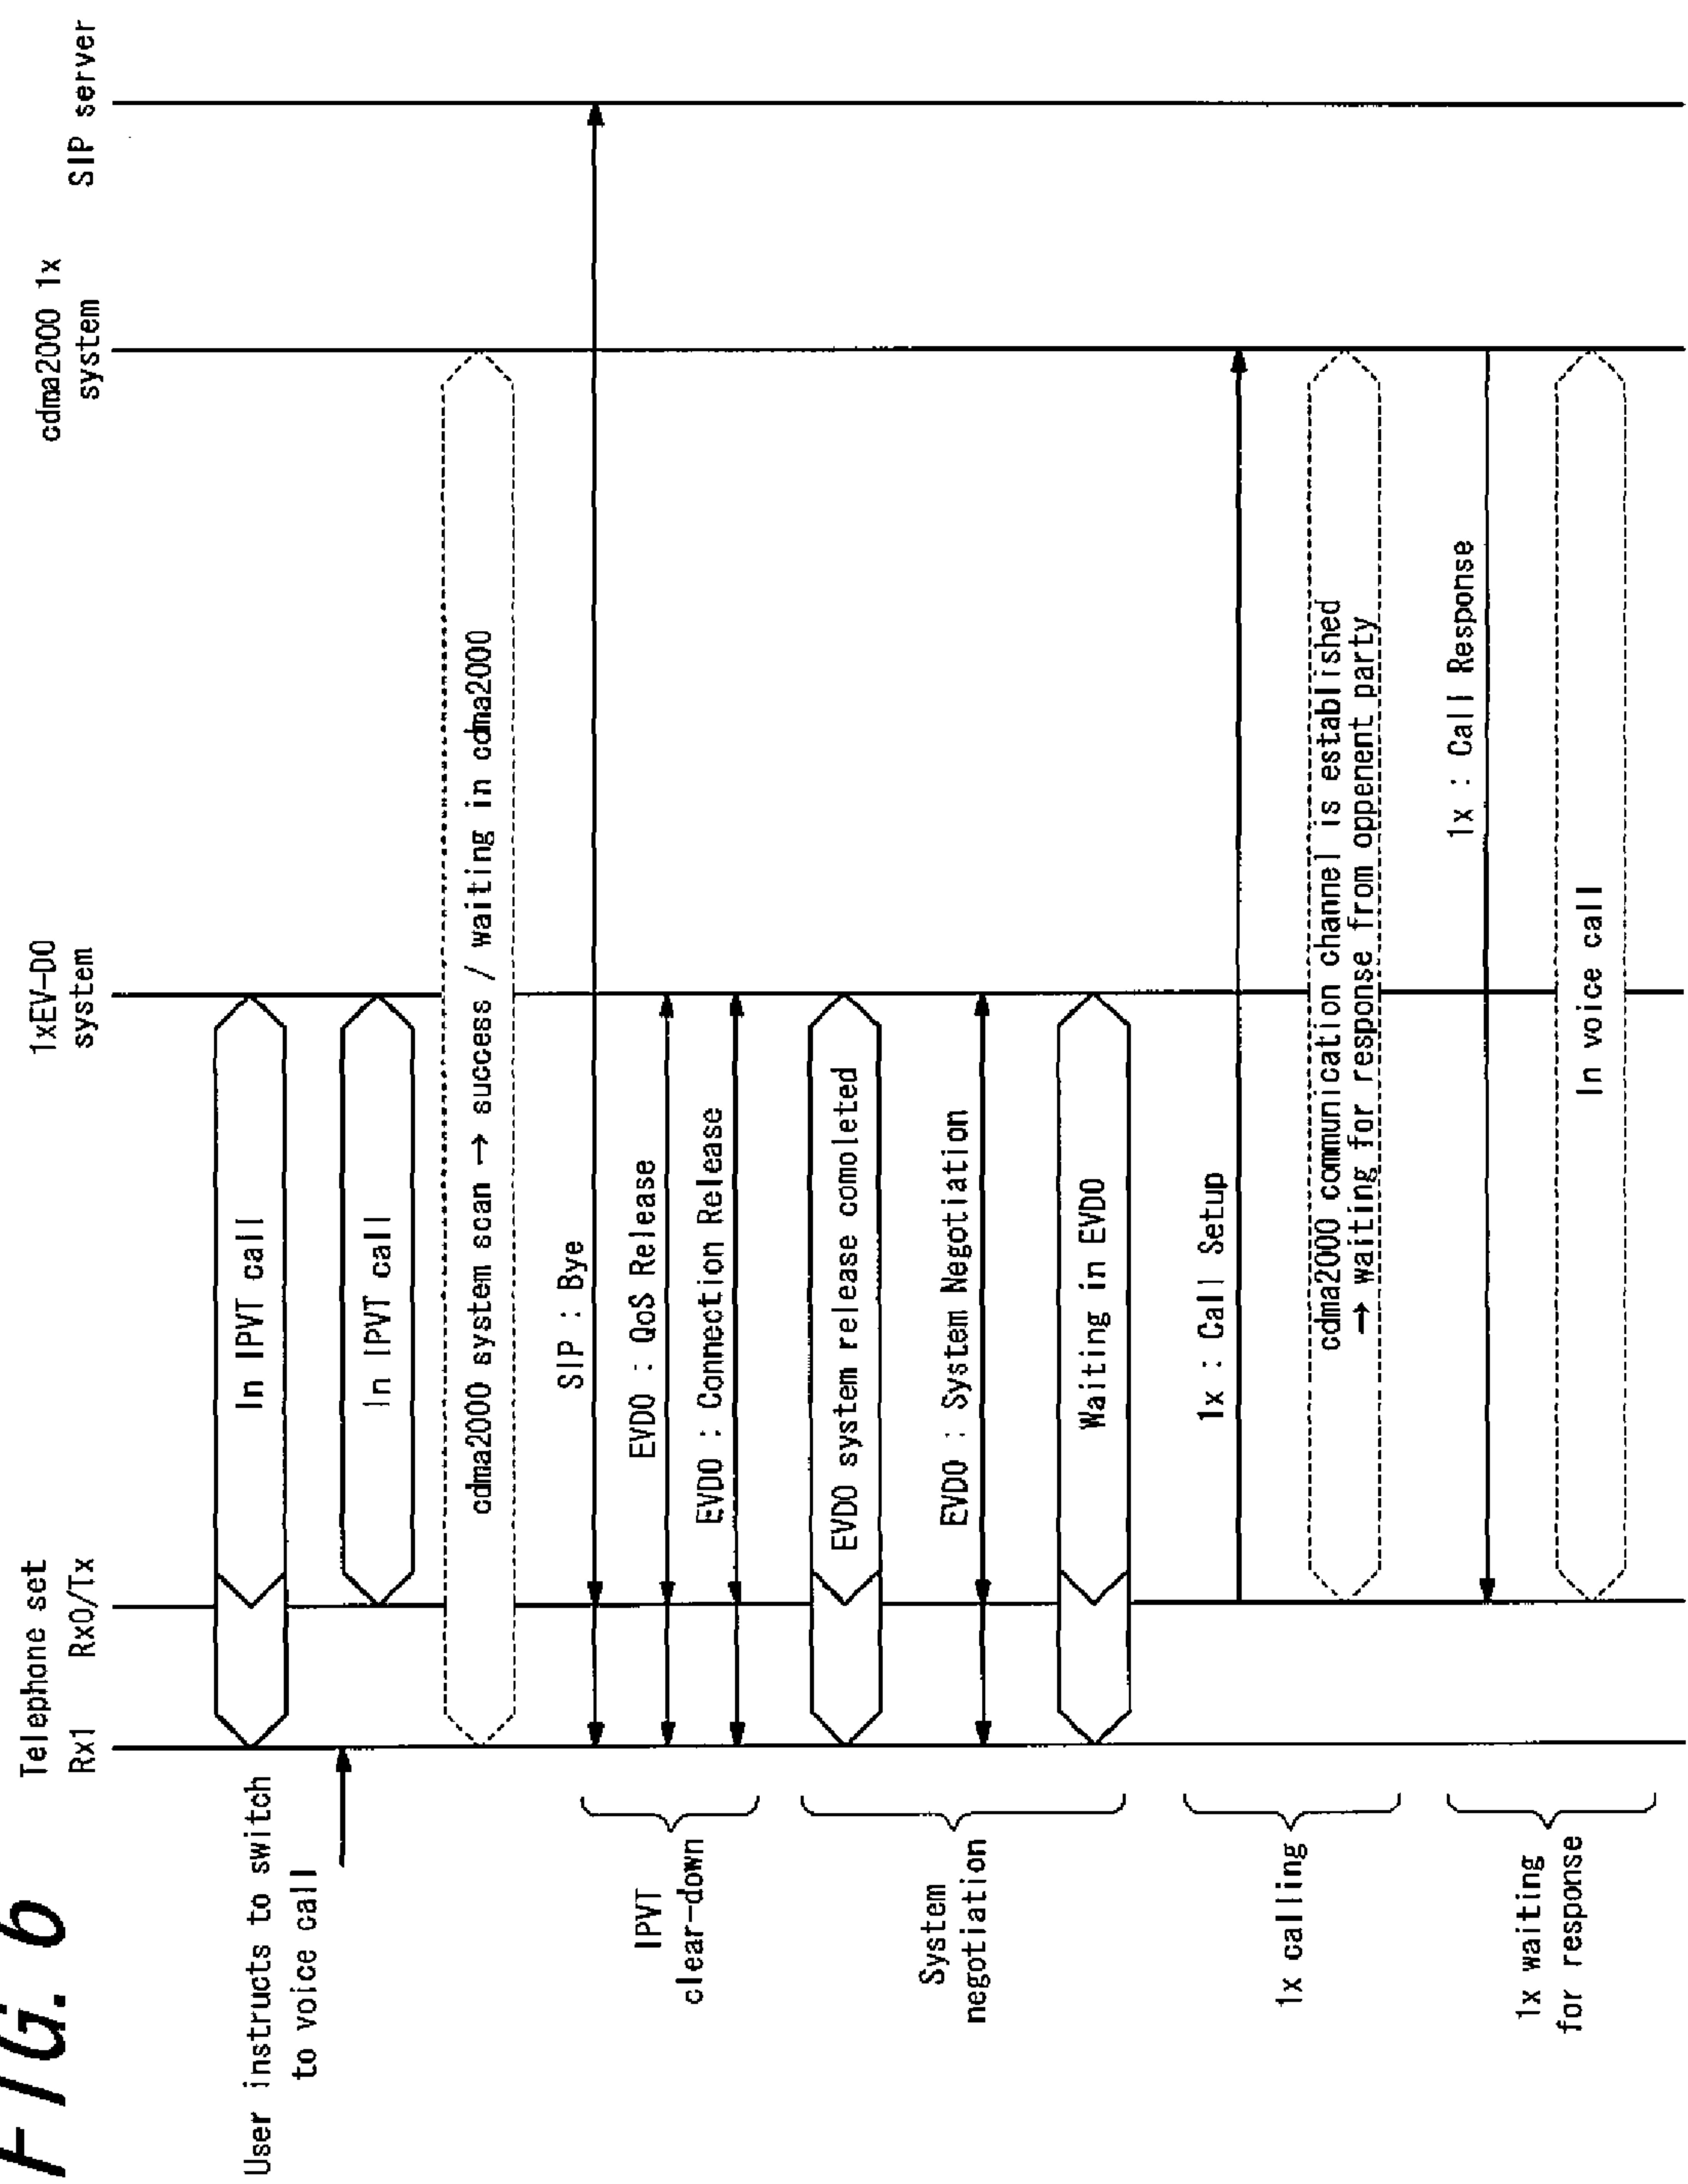 FIG. 6
Telephone set
Rx1 Rx0/Tx
1xEV-DO
system
cdma2000 1x
system
SIP server
User instructs to switch
to voice call
In IPVT call
In IPVT call
cdma2000 system scan → success / waiting in cdma2000
IPVT
clear-down
SIP : Bye
EVDO : QoS Release
EVDO : Connection Release
System
negotiation
EVDO system release comoleted
EVDO : System Negotiation
Waiting in EVDO
1x calling
1x : Call Setup
cdma2000 communication channel is established
→ waiting for response from oppenent party
1x waiting
for response
1x : Call Response
In voice call